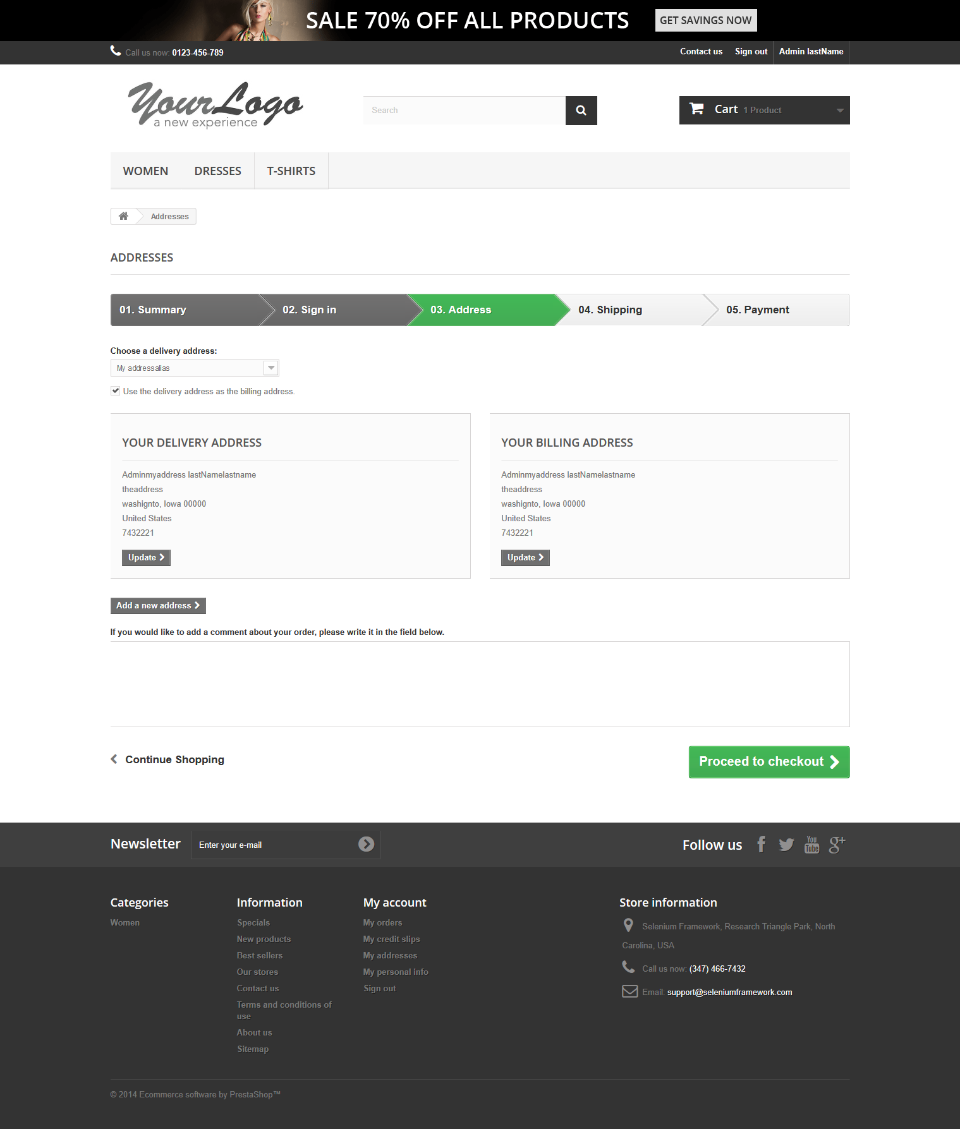 SALE 70% OFF ALL PRODUCTS GET SAVINGS NOW
Call us now: 0123-456-789 Contact us Sign out Admin lastName
YourLogo
a new experience
Search
Cart 1 Product
WOMEN DRESSES T-SHIRTS
Addresses
ADDRESSES
01. Summary 02. Sign in 03. Address 04. Shipping 05. Payment
Choose a delivery address:
My addressalias
Use the delivery address as the billing address.
YOUR DELIVERY ADDRESS
Adminmyaddress lastNamelastname
theaddress
washignto, Iowa 00000
United States
7432221
Update
YOUR BILLING ADDRESS
Adminmyaddress lastNamelastname
theaddress
washignto, Iowa 00000
United States
7432221
Update
Add a new address
If you would like to add a comment about your order, please write it in the field below.
Continue Shopping Proceed to checkout
Newsletter Enter your e-mail Follow us
Categories
Women
Information
Specials
New products
Best sellers
Our stores
Contact us
Terms and conditions of
use
About us
Sitemap
My account
My orders
My credit slips
My addresses
My personal info
Sign out
Store information
Selenium Framework, Research Triangle Park, North
Carolina, USA
Call us now: (347) 466-7432
Email: support@seleniumframework.com
© 2014 Ecommerce software by PrestaShop™